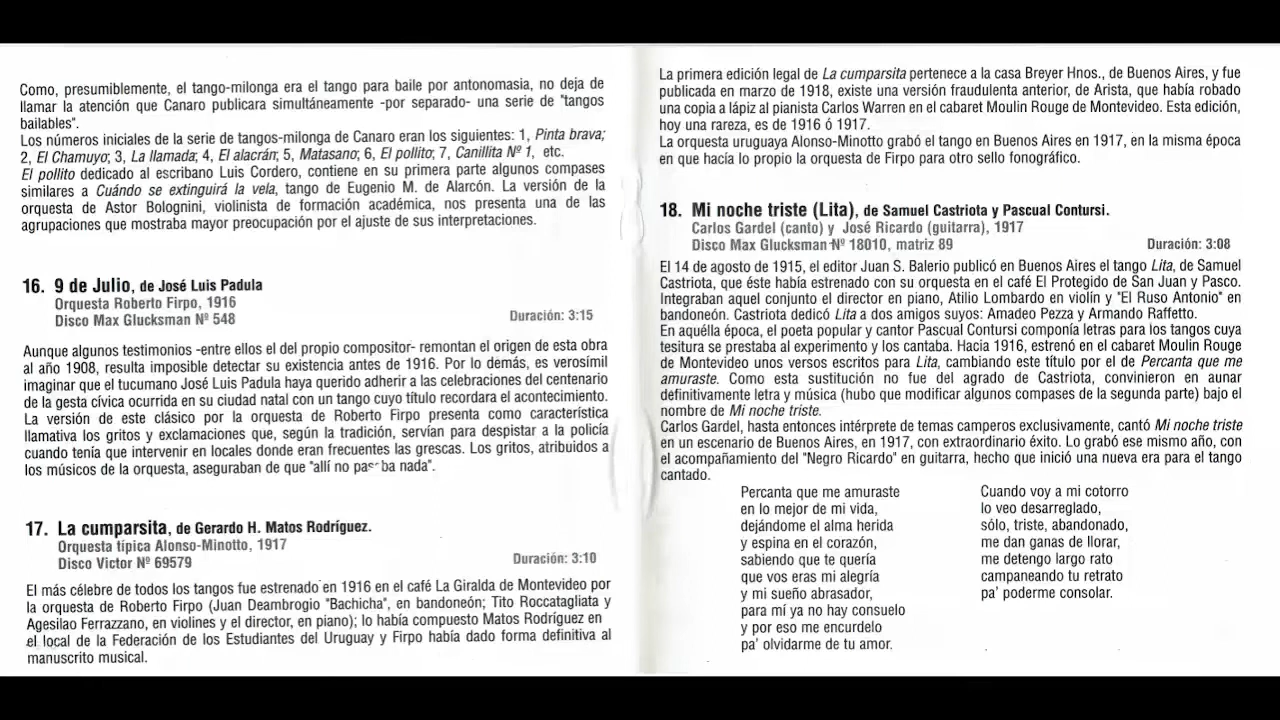 Como, presumiblemente, el tango-milonga era el tango para baile por antonomasia, no deja de
llamar la atención que Canaro publicara simultáneamente -por separado- una serie de "tangos
bailables".
Los números iniciales de la serie de tangos-milonga de Canaro eran los siguientes: 1, Pinta brava;
2, El Chamuyo; 3, La llamada; 4, El alacrán; 5, Matasano; 6, El pollito; 7, Canillita Nº 1, etc.
El pollito dedicado al escribano Luis Cordero, contiene en su primera parte algunos compases
similares a Cuándo se extinguirá la vela, tango de Eugenio M. de Alarcón. La versión de la
orquesta de Astor Bolognini, violinista de formación académica, nos presenta una de las
agrupaciones que mostraba mayor preocupación por el ajuste de sus interpretaciones.
16. 9 de Julio, de José Luis Padula
Orquesta Roberto Firpo, 1916
Disco Max Glucksman Nº 548
Duración: 3:15
Aunque algunos testimonios -entre ellos el del propio compositor- remontan el origen de esta obra
al año 1908, resulta imposible detectar su existencia antes de 1916. Por lo demás, es verosímil
imaginar que el tucumano José Luis Padula haya querido adherir a las celebraciones del centenario
de la gesta cívica ocurrida en su ciudad natal con un tango cuyo título recordara el acontecimiento.
La versión de este clásico por la orquesta de Roberto Firpo presenta como característica
llamativa los gritos y exclamaciones que, según la tradición, servían para despistar a la policía
cuando tenía que intervenir en locales donde eran frecuentes las grescas. Los gritos, atribuidos a
los músicos de la orquesta, aseguraban de que "allí no pasaba nada".
17. La cumparsita, de Gerardo H. Matos Rodríguez.
Orquesta típica Alonso-Minotto, 1917
Disco Victor Nº 69579
Duración: 3:10
El más célebre de todos los tangos fue estrenado en 1916 en el café La Giralda de Montevideo por
la orquesta de Roberto Firpo (Juan Deambrogio "Bachicha", en bandoneón; Tito Roccatagliata y
Agesilao Ferrazzano, en violines y el director, en piano); lo había compuesto Matos Rodríguez en
el local de la Federación de los Estudiantes del Uruguay y Firpo había dado forma definitiva al
manuscrito musical.
La primera edición legal de La cumparsita pertenece a la casa Breyer Hnos., de Buenos Aires, y fue
publicada en marzo de 1918, existe una versión fraudulenta anterior, de Arista, que había robado
una copia a lápiz al pianista Carlos Warren en el cabaret Moulin Rouge de Montevideo. Esta edición,
hoy una rareza, es de 1916 ó 1917.
La orquesta uruguaya Alonso-Minotto grabó el tango en Buenos Aires en 1917, en la misma época
en que hacía lo propio la orquesta de Firpo para otro sello fonográfico.
18. Mi noche triste (Lita), de Samuel Castriota y Pascual Contursi.
Carlos Gardel (canto) y José Ricardo (guitarra), 1917
Disco Max Glucksman Nº 18010, matriz 89
Duración: 3:08
El 14 de agosto de 1915, el editor Juan S. Balerio publicó en Buenos Aires el tango Lita, de Samuel
Castriota, que éste había estrenado con su orquesta en el café El Protegido de San Juan y Pasco.
Integraban aquel conjunto el director en piano, Atilio Lombardo en violín y "El Ruso Antonio" en
bandoneón. Castriota dedicó Lita a dos amigos suyos: Amadeo Pezza y Armando Raffetto.
En aquélla época, el poeta popular y cantor Pascual Contursi componía letras para los tangos cuya
tesitura se prestaba al experimento y los cantaba. Hacia 1916, estrenó en el cabaret Moulin Rouge
de Montevideo unos versos escritos para Lita, cambiando este título por el de Percanta que me
amuraste. Como esta sustitución no fue del agrado de Castriota, convinieron en aunar
definitivamente letra y música (hubo que modificar algunos compases de la segunda parte) bajo el
nombre de Mi noche triste.
Carlos Gardel, hasta entonces intérprete de temas camperos exclusivamente, cantó Mi noche triste
en un escenario de Buenos Aires, en 1917, con extraordinario éxito. Lo grabó ese mismo año, con
el acompañamiento del "Negro Ricardo" en guitarra, hecho que inició una nueva era para el tango
cantado.
Percanta que me amuraste
en lo mejor de mi vida,
dejándome el alma herida
y espina en el corazón,
sabiendo que te quería
que vos eras mi alegría
y mi sueño abrasador,
para mí ya no hay consuelo
y por eso me encurdelo
pa' olvidarme de tu amor.
Cuando voy a mi cotorro
lo veo desarreglado,
sólo, triste, abandonado,
me dan ganas de llorar,
me detengo largo rato
campaneando tu retrato
pa' poderme consolar.